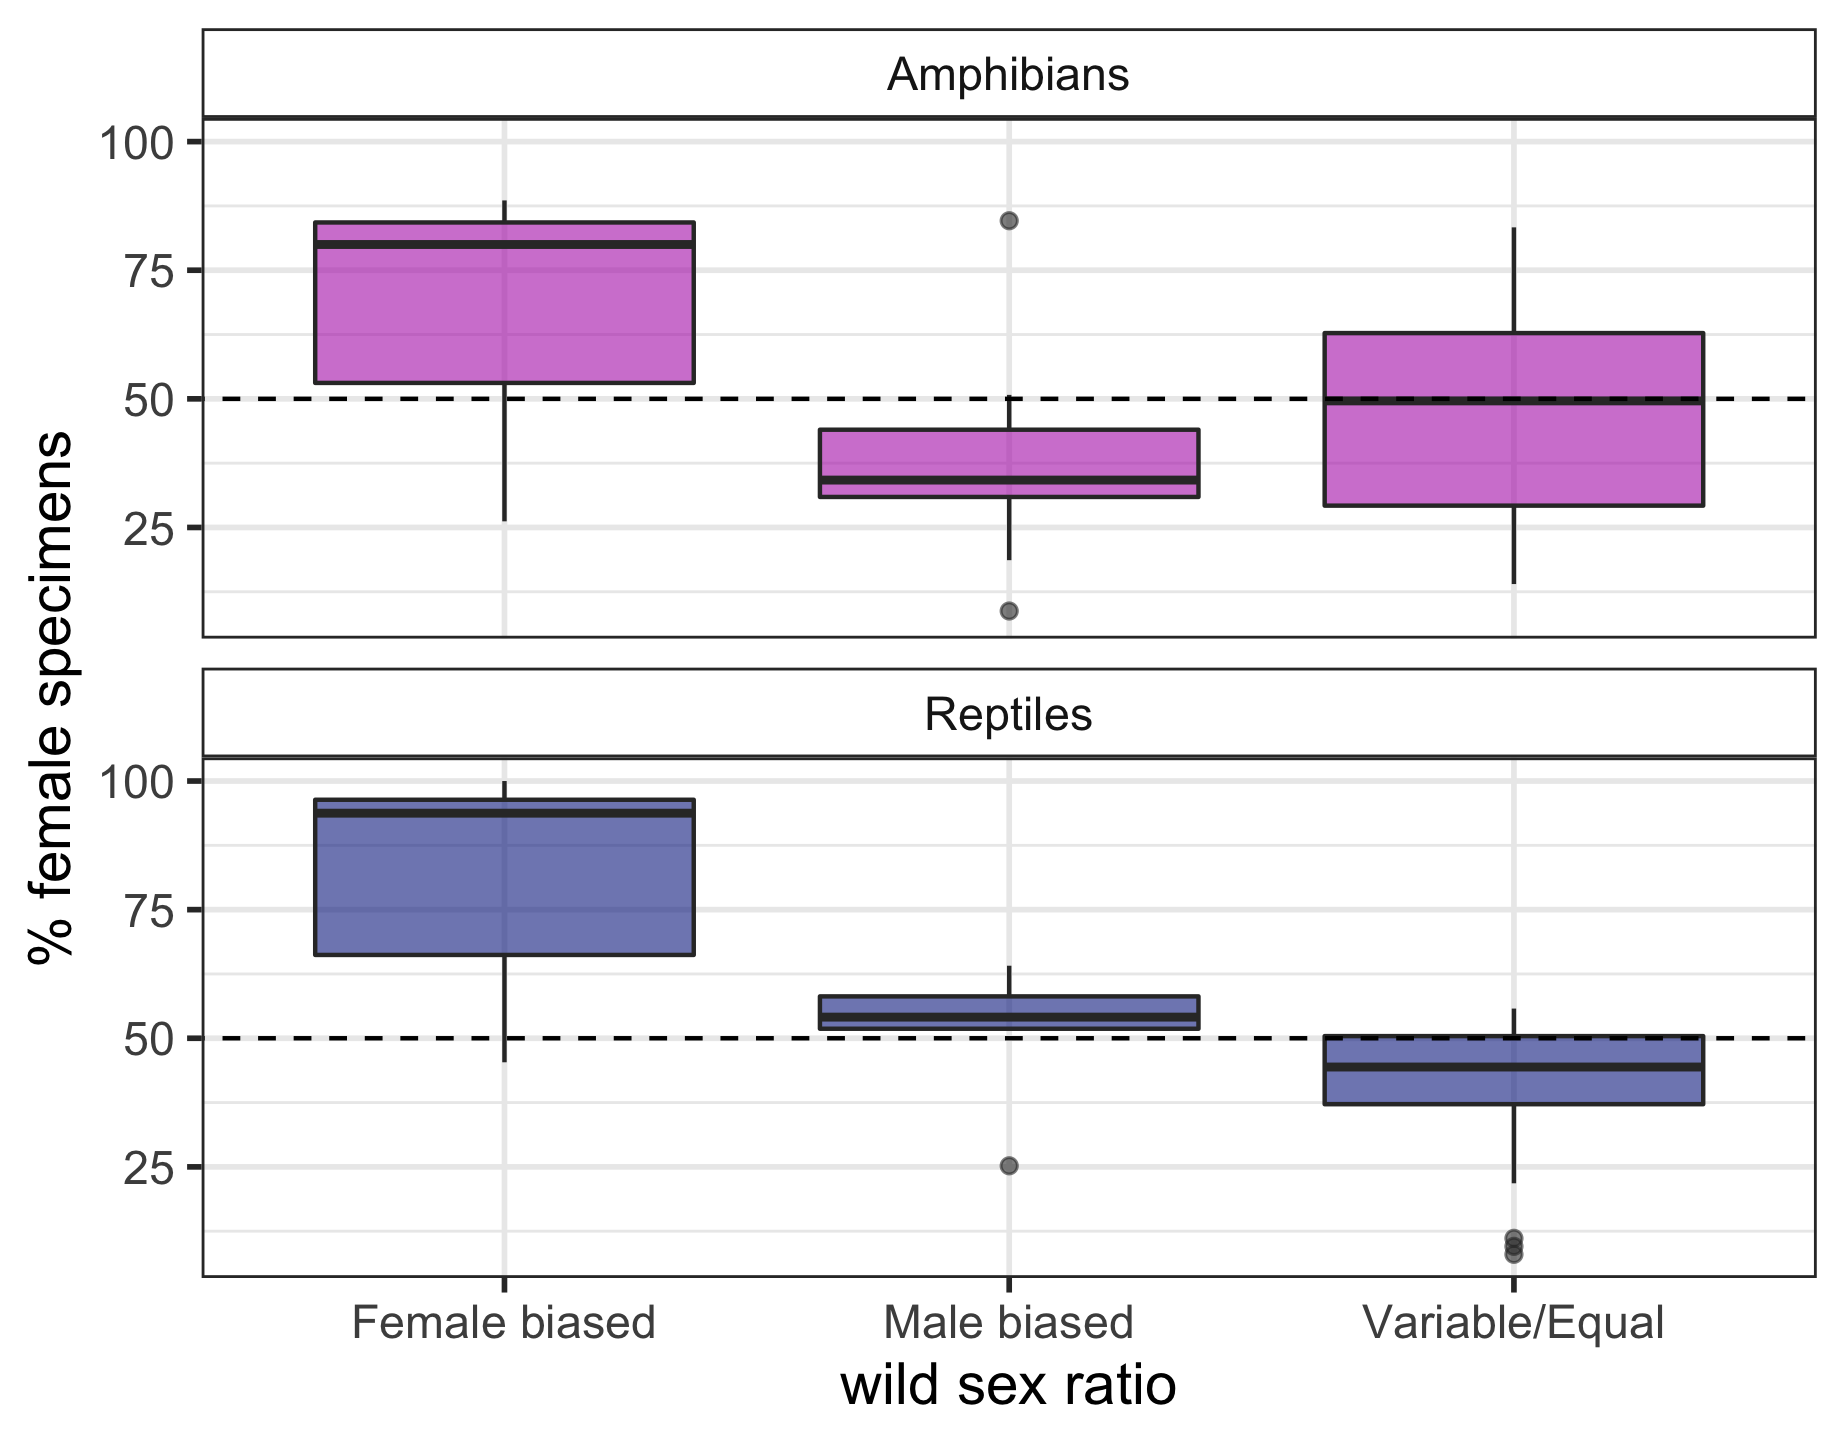 Amphibians
100
75
50
25
Reptiles
100
75
50
25
% female specimens
Female biased Male biased Variable/Equal
wild sex ratio